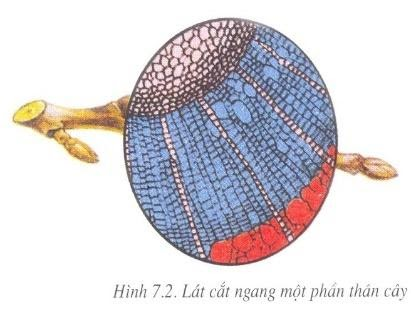 Hình 7.2. Lát cắt ngang một phần thân cây